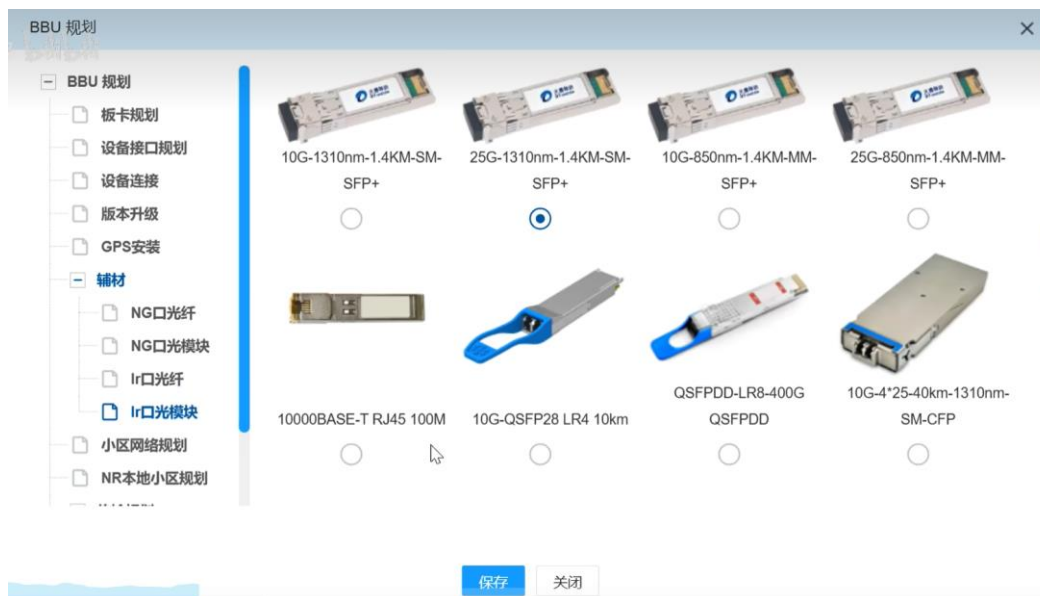 BBU 规划
BBU 规划
板卡规划
设备接口规划
设备连接
版本升级
GPS安装
辅材
NG口光纤
NG口光模块
Ir口光纤
Ir口光模块
小区网络规划
NR本地小区规划
10G-1310nm-1.4KM-SM-
SFP+
25G-1310nm-1.4KM-SM-
SFP+
10G-850nm-1.4KM-MM-
SFP+
25G-850nm-1.4KM-MM-
SFP+
10000BASE-T RJ45 100M
10G-QSFP28 LR4 10km
QSFPDD-LR8-400G
QSFPDD
10G-4*25-40km-1310nm-
SM-CFP
保存
关闭